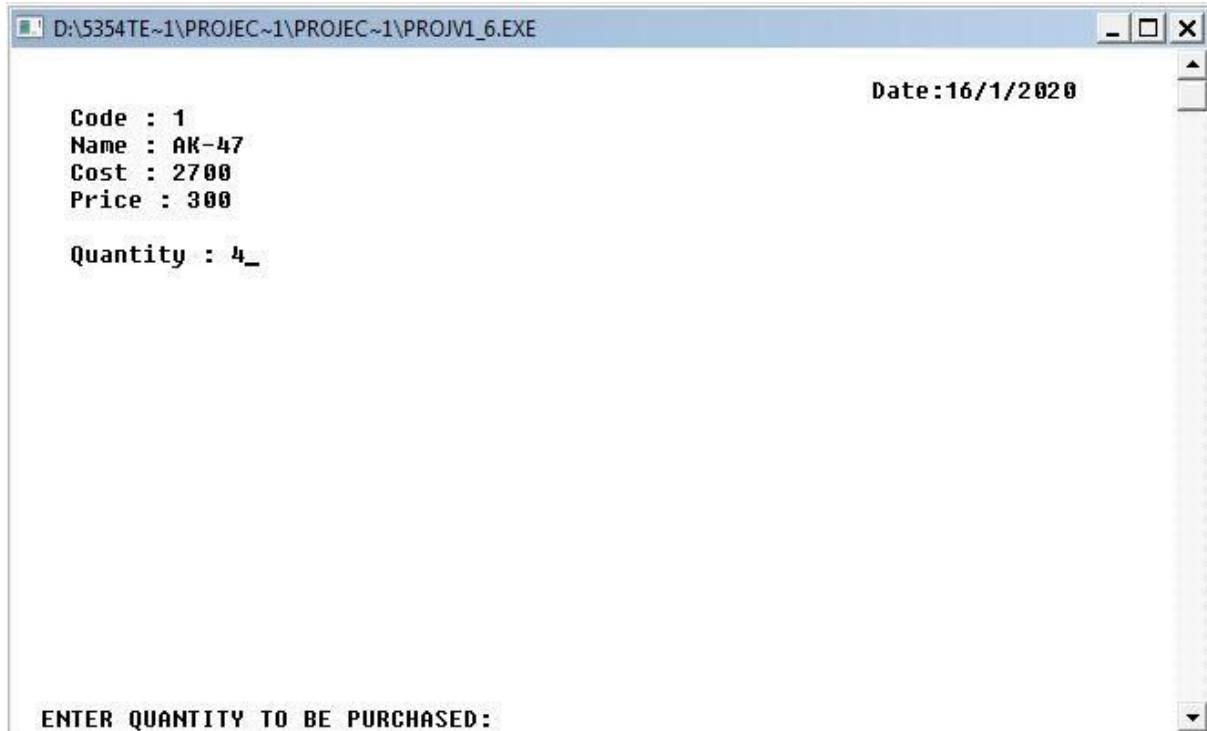 D:\5354TE~1\PROJEC~1\PROJEC~1\PROJV1_6.EXE
Date:16/1/2020
Code : 1
Name : AK-47
Cost : 2700
Price : 300
Quantity : 4_
ENTER QUANTITY TO BE PURCHASED: